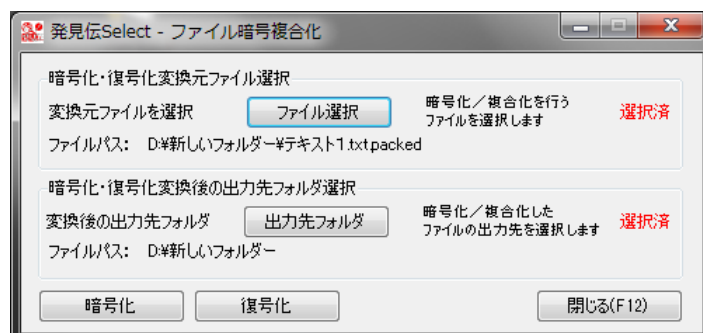 発見伝Select - ファイル暗号複合化
暗号化・復号化変換元ファイル選択
変換元ファイルを選択 ファイル選択 暗号化／複合化を行う
ファイルを選択します 選択済
ファイルパス： D:¥新しいフォルダー¥テキスト1.txt.packed
暗号化・復号化変換後の出力先フォルダ選択
変換後の出力先フォルダ 出力先フォルダ 暗号化／複合化した
ファイルの出力先を選択します 選択済
ファイルパス： D:¥新しいフォルダー
暗号化 復号化 閉じる(F12)